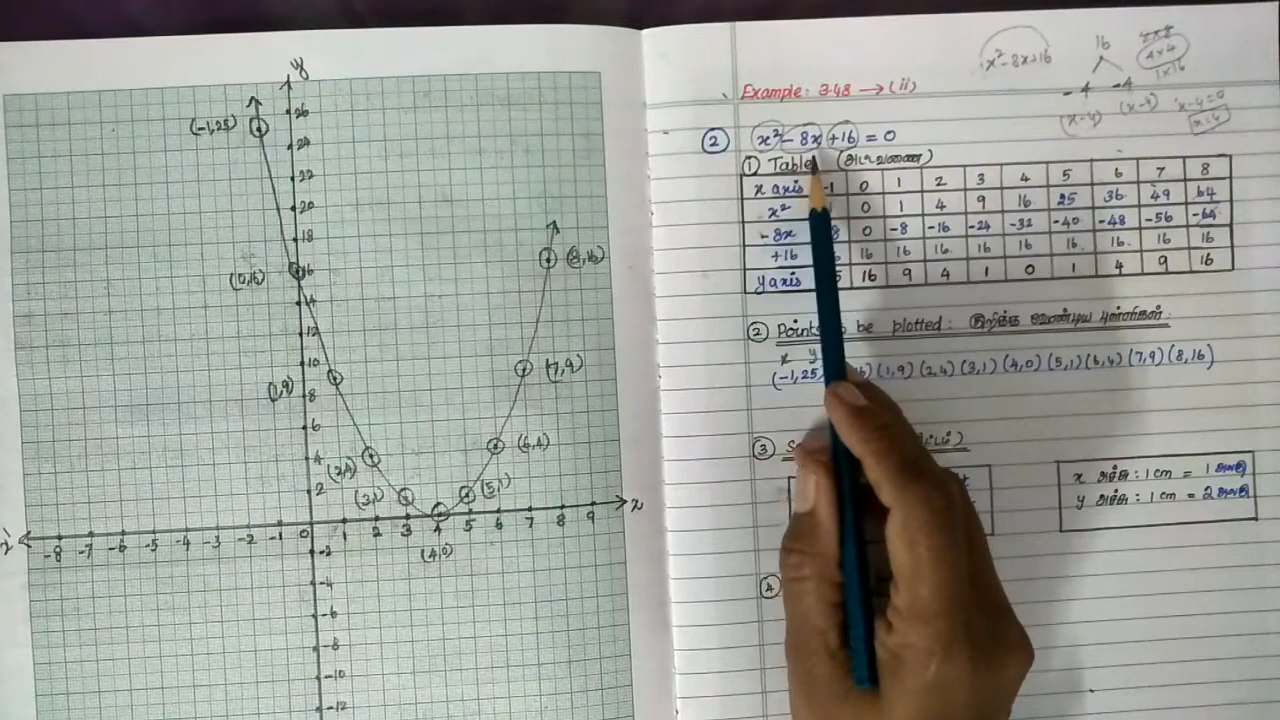 y
26
(-1,25)
24
22
20
18
(0,16)
16
(8,16)
14
10
(7,9)
(1,9)
8
6
(6,4)
4
(2,4)
(3,1)
(5,1)
2
x
-8 -7 -6 -5 -4 -3 -2 -1 0 1 2 3 4 5 6 7 8 9
(4,0)
-2
-4
-6
-8
-10
-12
x²-8x+16
16
4x4
1x16
-4 -4
(x-4) (x-4) x-4=0
x=4
Example: 3.48 → (ii)
② x² - 8x +16 = 0
① Table (அட்டவணை)
x axis -1 0 1 2 3 4 5 6 7 8
x² 0 1 4 9 16 25 36 49 64
-8x 8 0 -8 -16 -24 -32 -40 -48 -56 -64
+16 16 16 16 16 16 16 16 16 16
y axis 5 16 9 4 1 0 1 4 9 16
② Points be plotted: குறிக்க வேண்டிய புள்ளிகள்
x y
(-1,25) (1,9) (2,4) (3,1) (4,0) (5,1) (6,4) (7,9) (8,16)
③
x அச்சு : 1 cm = 1 அலகு
y அச்சு : 1 cm = 2 அலகு
④